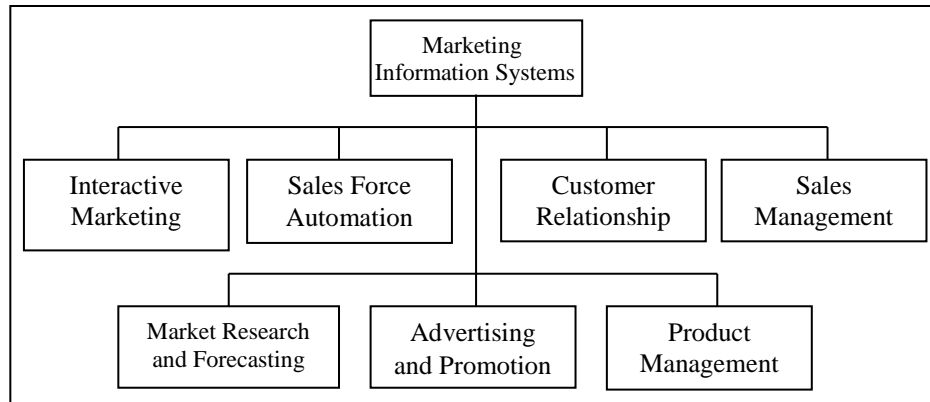 Marketing
Information Systems
Interactive
Marketing
Sales Force
Automation
Customer
Relationship
Sales
Management
Market Research
and Forecasting
Advertising
and Promotion
Product
Management